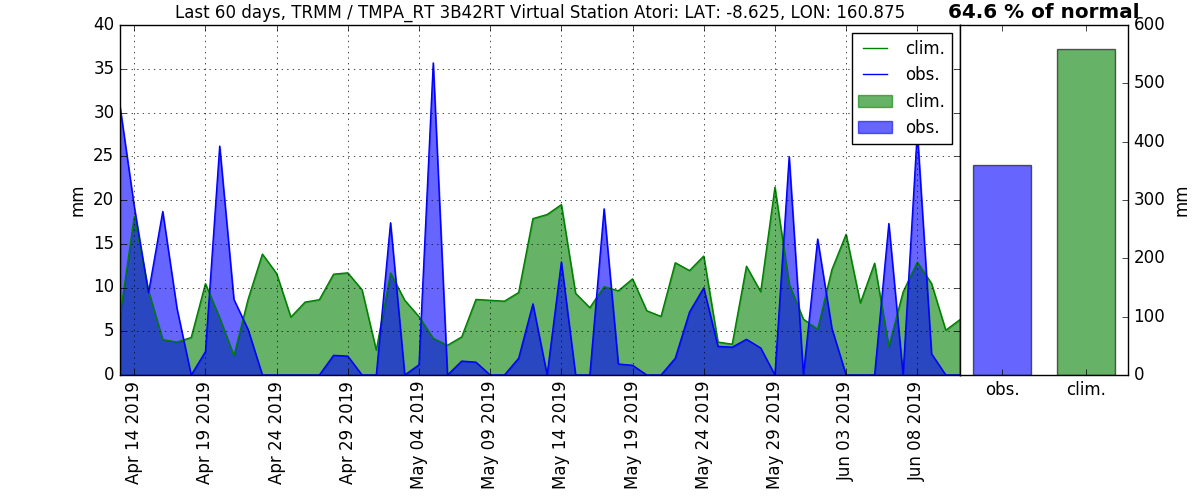 Last 60 days, TRMM / TMPA_RT 3B42RT Virtual Station Atori: LAT: -8.625, LON: 160.875
64.6 % of normal
40
35
30
25
20
15
10
5
0
mm
clim.
obs.
clim.
obs.
600
500
400
300
200
100
0
mm
Apr 14 2019
Apr 19 2019
Apr 24 2019
Apr 29 2019
May 04 2019
May 09 2019
May 14 2019
May 19 2019
May 24 2019
May 29 2019
Jun 03 2019
Jun 08 2019
obs.
clim.